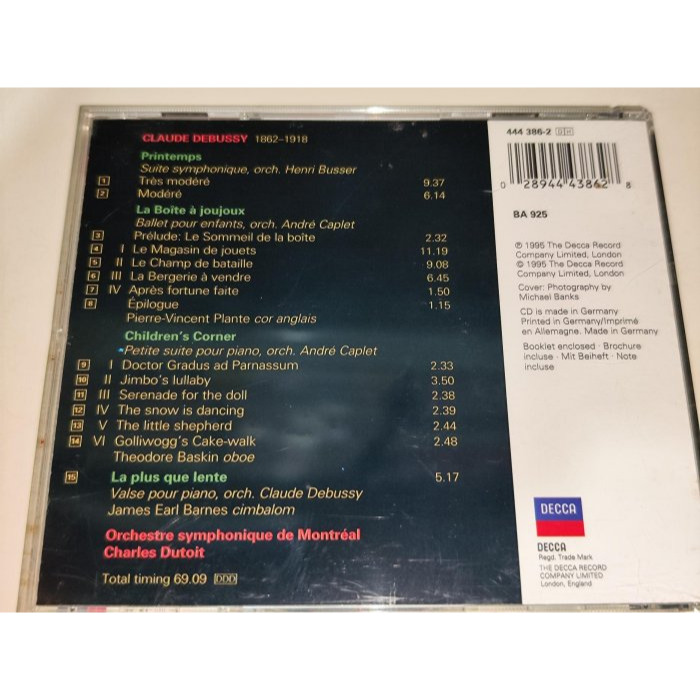 CLAUDE DEBUSSY 1862–1918
Printemps
Suite symphonique, orch. Henri Busser
1 Très modéré 9.37
2 Modéré 6.14
La Boîte à joujoux
Ballet pour enfants, orch. André Caplet
3 Prélude: Le Sommeil de la boîte 2.32
4 I Le Magasin de jouets 11.19
5 II Le Champ de bataille 9.08
6 III La Bergerie à vendre 6.45
7 IV Après fortune faite 1.50
8 Épilogue 1.15
Pierre-Vincent Plante cor anglais
Children's Corner
Petite suite pour piano, orch. André Caplet
9 I Doctor Gradus ad Parnassum 2.33
10 II Jimbo's lullaby 3.50
11 III Serenade for the doll 2.38
12 IV The snow is dancing 2.39
13 V The little shepherd 2.44
14 VI Golliwogg's Cake-walk 2.48
Theodore Baskin oboe
15 La plus que lente 5.17
Valse pour piano, orch. Claude Debussy
James Earl Barnes cimbalom
Orchestre symphonique de Montréal
Charles Dutoit
Total timing 69.09 DDD
444 386-2 DH
0 28944 43862 8
BA 925
℗ 1995 The Decca Record
Company Limited, London
© 1995 The Decca Record
Company Limited, London
Cover: Photography by
Michael Banks
CD is made in Germany
Printed in Germany/Imprimé
en Allemagne. Made in Germany
Booklet enclosed · Brochure
incluse · Mit Beiheft · Note
incluse
DECCA
DECCA
Regd. Trade Mark
THE DECCA RECORD
COMPANY LIMITED
London, England